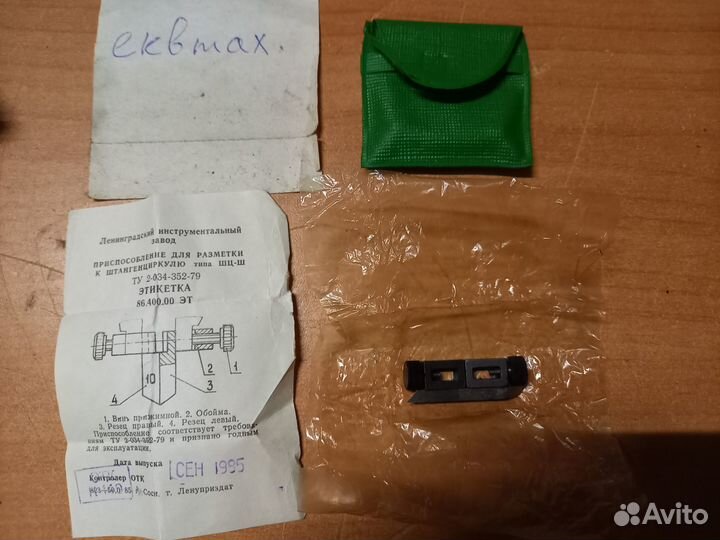 еквтах.
Ленинградский инструментальный
завод
ПРИСПОСОБЛЕНИЕ ДЛЯ РАЗМЕТКИ
К ШТАНГЕНЦИРКУЛЮ типа ШЦ-Ш
ТУ 2-034-352-79
ЭТИКЕТКА
86.400.00 ЭТ
10
1
2
3
4
1. Винт прижимной. 2. Обойма.
3. Резец правый. 4. Резец левый.
Приспособление соответствует требова-
ниям ТУ 2-034-352-79 и признано годным
для эксплуатации.
Дата выпуска СЕН 1985
Контролер ОТК
Сосн. т. Ленуприздат
Avito